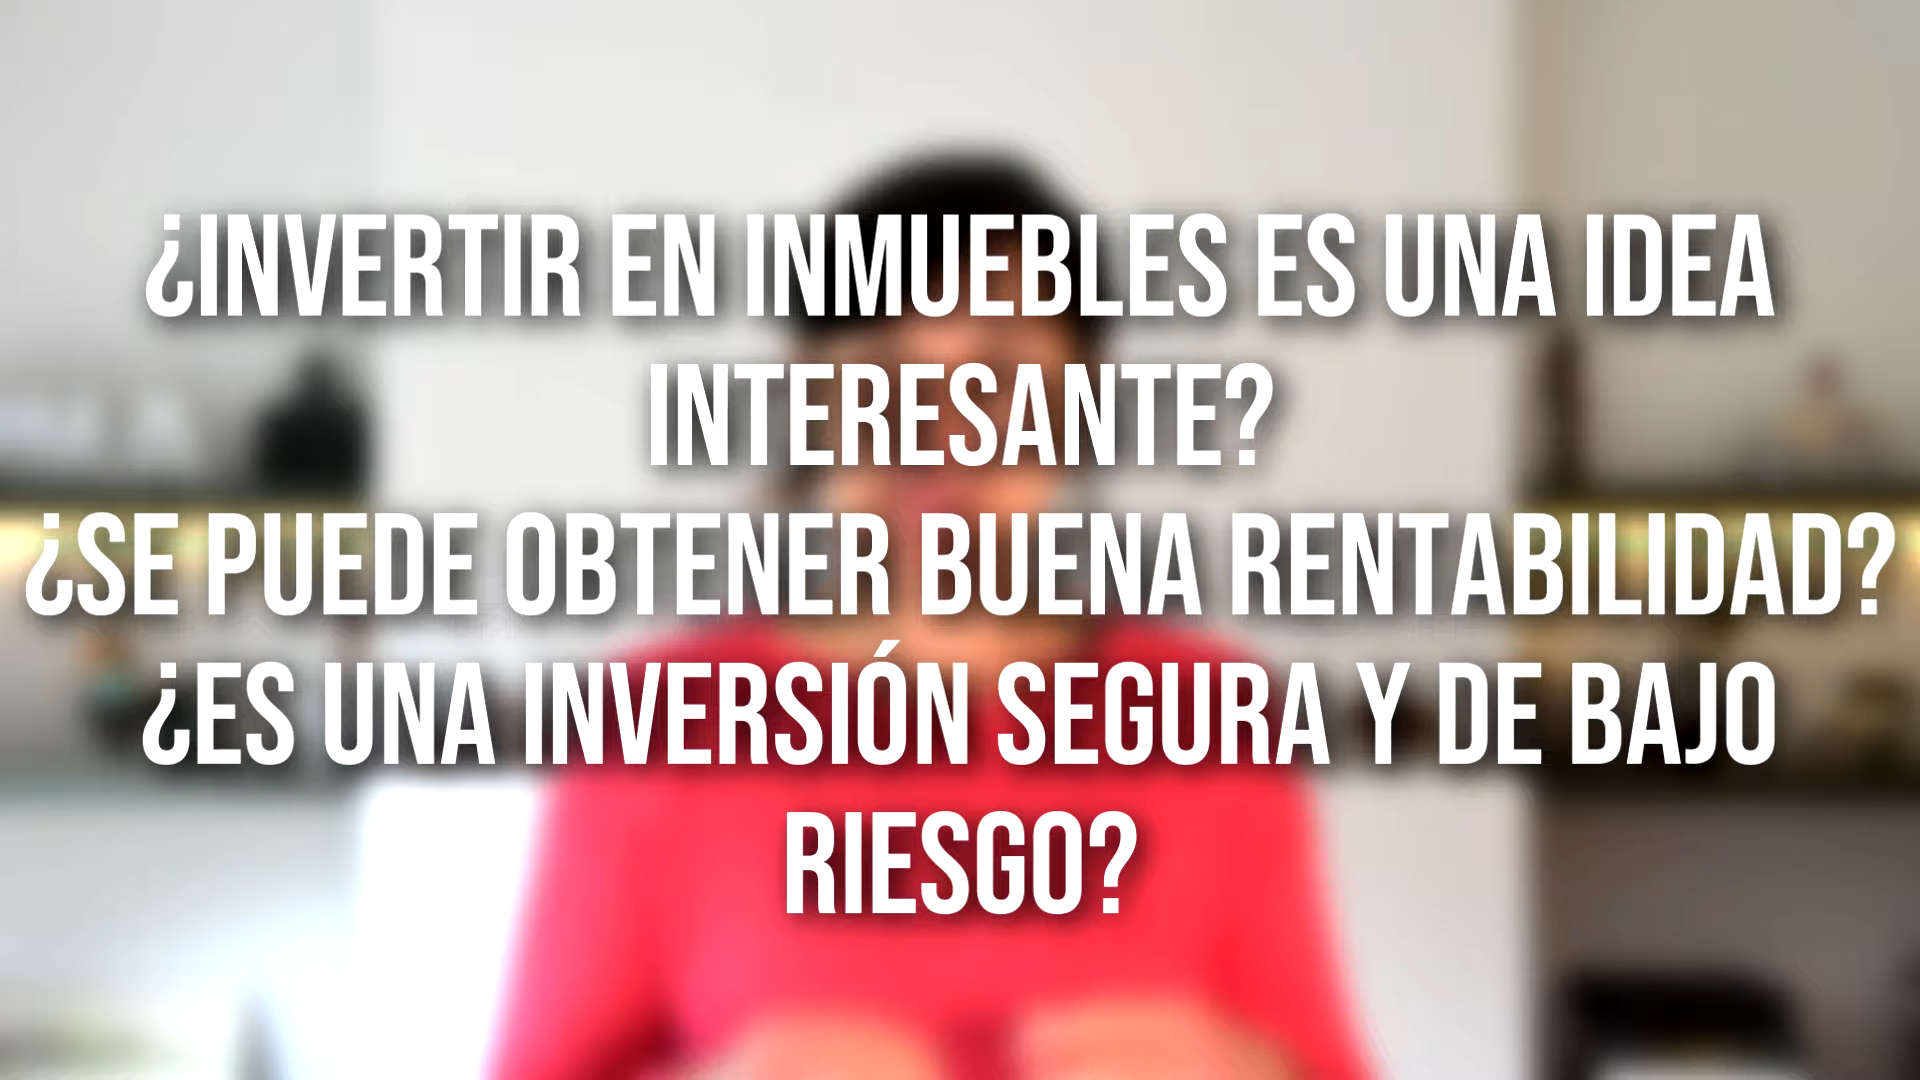 ¿INVERTIR EN INMUEBLES ES UNA IDEA
INTERESANTE?
¿SE PUEDE OBTENER BUENA RENTABILIDAD?
¿ES UNA INVERSIÓN SEGURA Y DE BAJO
RIESGO?